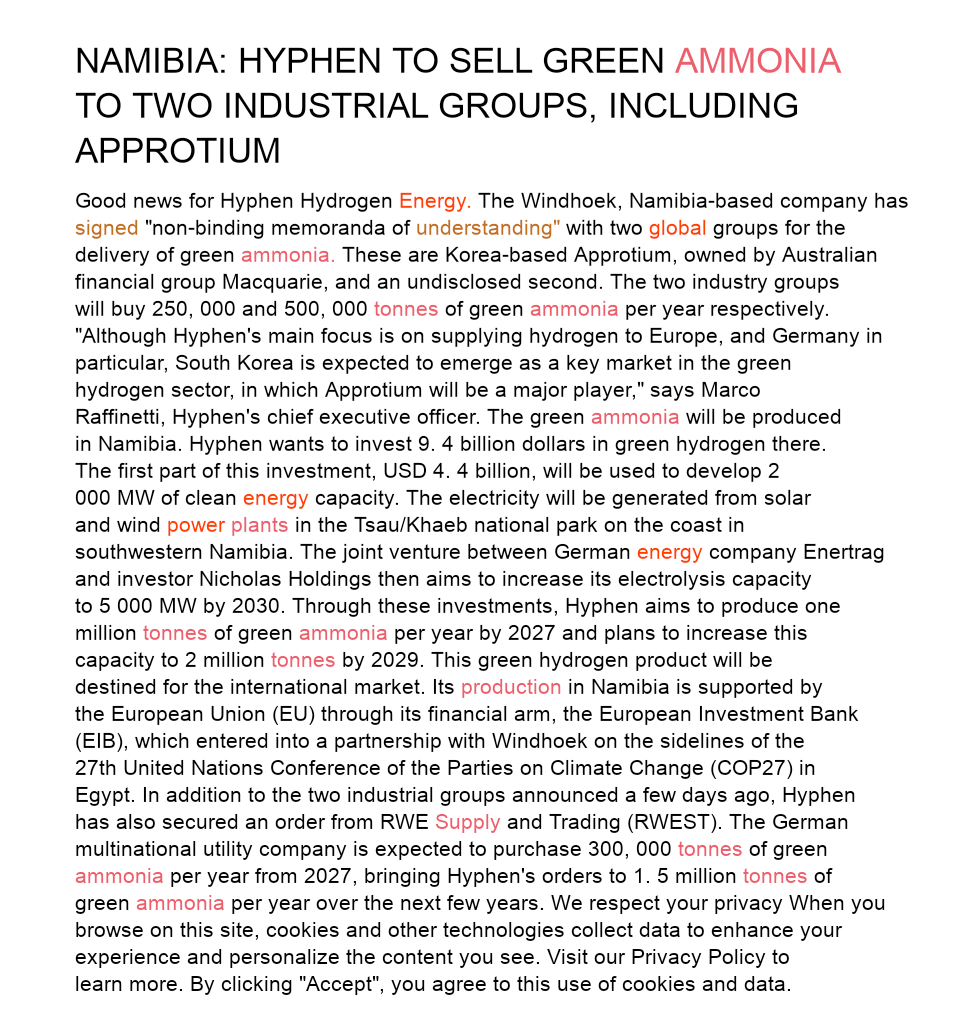 NAMIBIA: HYPHEN TO SELL GREEN AMMONIA
TO TWO INDUSTRIAL GROUPS, INCLUDING
APPROTIUM
Good news for Hyphen Hydrogen Energy. The Windhoek, Namibia-based company has
signed "non-binding memoranda of understanding" with two global groups for the
delivery of green ammonia. These are Korea-based Approtium, owned by Australian
financial group Macquarie, and an undisclosed second. The two industry groups
will buy 250, 000 and 500, 000 tonnes of green ammonia per year respectively.
"Although Hyphen's main focus is on supplying hydrogen to Europe, and Germany in
particular, South Korea is expected to emerge as a key market in the green
hydrogen sector, in which Approtium will be a major player," says Marco
Raffinetti, Hyphen's chief executive officer. The green ammonia will be produced
in Namibia. Hyphen wants to invest 9. 4 billion dollars in green hydrogen there.
The first part of this investment, USD 4. 4 billion, will be used to develop 2
000 MW of clean energy capacity. The electricity will be generated from solar
and wind power plants in the Tsau/Khaeb national park on the coast in
southwestern Namibia. The joint venture between German energy company Enertrag
and investor Nicholas Holdings then aims to increase its electrolysis capacity
to 5 000 MW by 2030. Through these investments, Hyphen aims to produce one
million tonnes of green ammonia per year by 2027 and plans to increase this
capacity to 2 million tonnes by 2029. This green hydrogen product will be
destined for the international market. Its production in Namibia is supported by
the European Union (EU) through its financial arm, the European Investment Bank
(EIB), which entered into a partnership with Windhoek on the sidelines of the
27th United Nations Conference of the Parties on Climate Change (COP27) in
Egypt. In addition to the two industrial groups announced a few days ago, Hyphen
has also secured an order from RWE Supply and Trading (RWEST). The German
multinational utility company is expected to purchase 300, 000 tonnes of green
ammonia per year from 2027, bringing Hyphen's orders to 1. 5 million tonnes of
green ammonia per year over the next few years. We respect your privacy When you
browse on this site, cookies and other technologies collect data to enhance your
experience and personalize the content you see. Visit our Privacy Policy to
learn more. By clicking "Accept", you agree to this use of cookies and data.